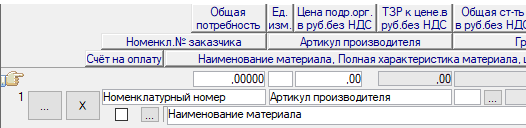 Общая Ед. Цена подр.орг. ТЗР к цене.в Общая ст-ть
потребность изм. в руб.без НДС руб.без НДС в руб.без НДС
Номенкл.№ заказчика Артикул производителя Гр
Счёт на оплату Наименование материала, Полная характеристика материала, ш
,00000 ,00 ,00
1 ... X Номенклатурный номер Артикул производителя ...
... Наименование материала